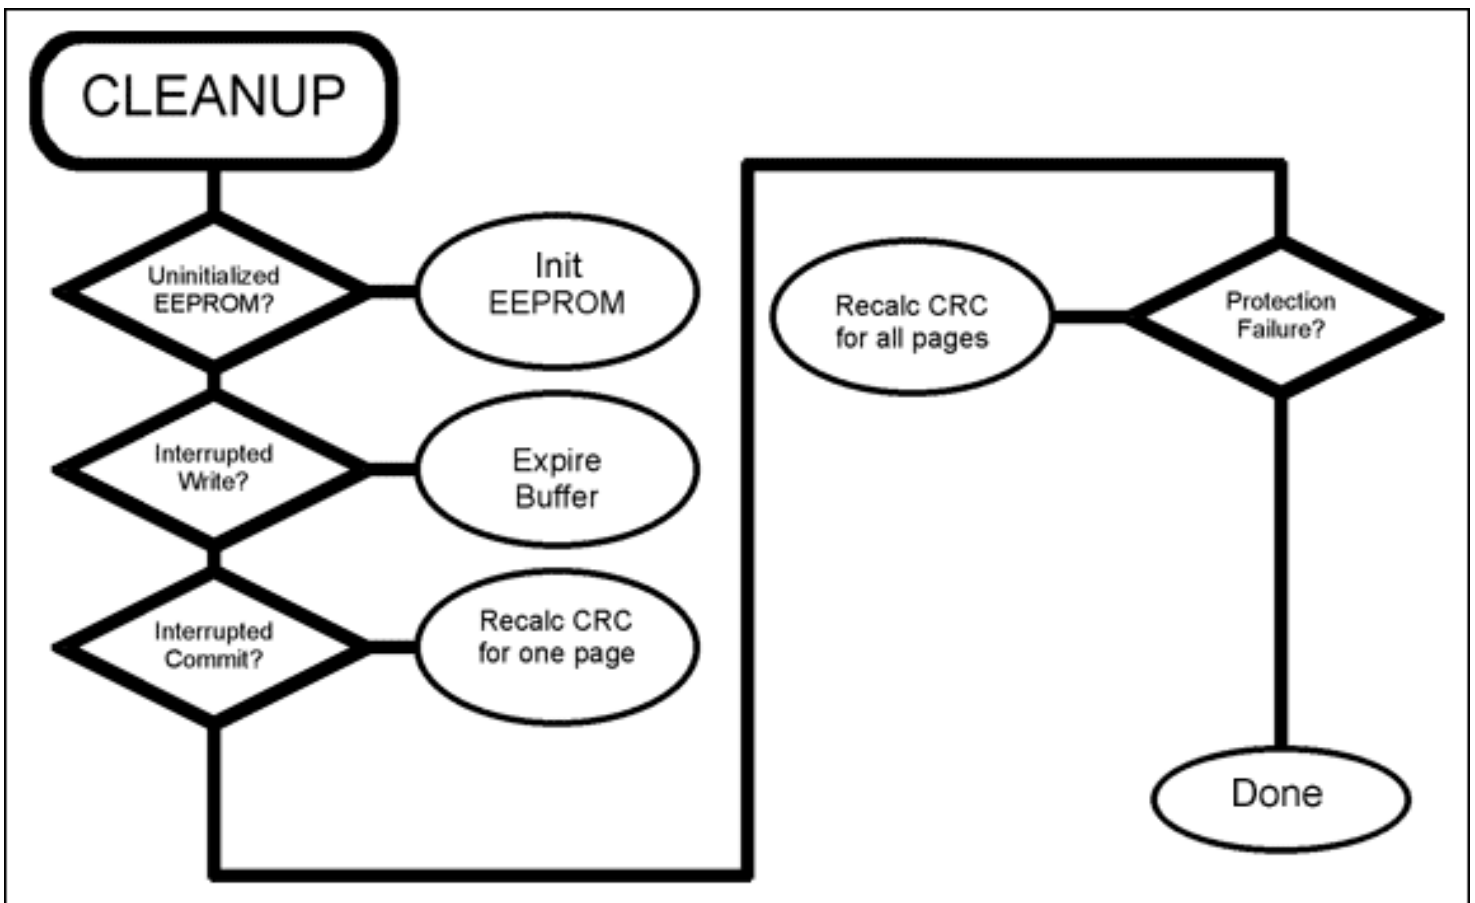 CLEANUP
Uninitialized
EEPROM?
Init
EEPROM
Interrupted
Write?
Expire
Buffer
Interrupted
Commit?
Recalc CRC
for one page
Protection
Failure?
Recalc CRC
for all pages
Done